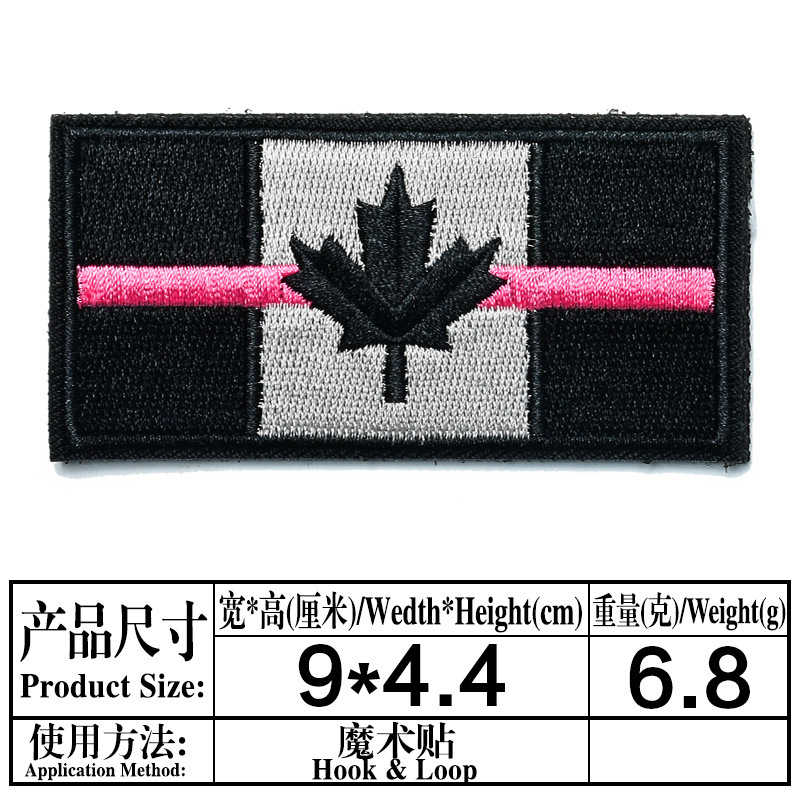 产品尺寸
Product Size:
宽*高(厘米)/Wedth*Height(cm)
重量(克)/Weight(g)
9*4.4
6.8
使用方法:
Application Method:
魔术贴
Hook & Loop